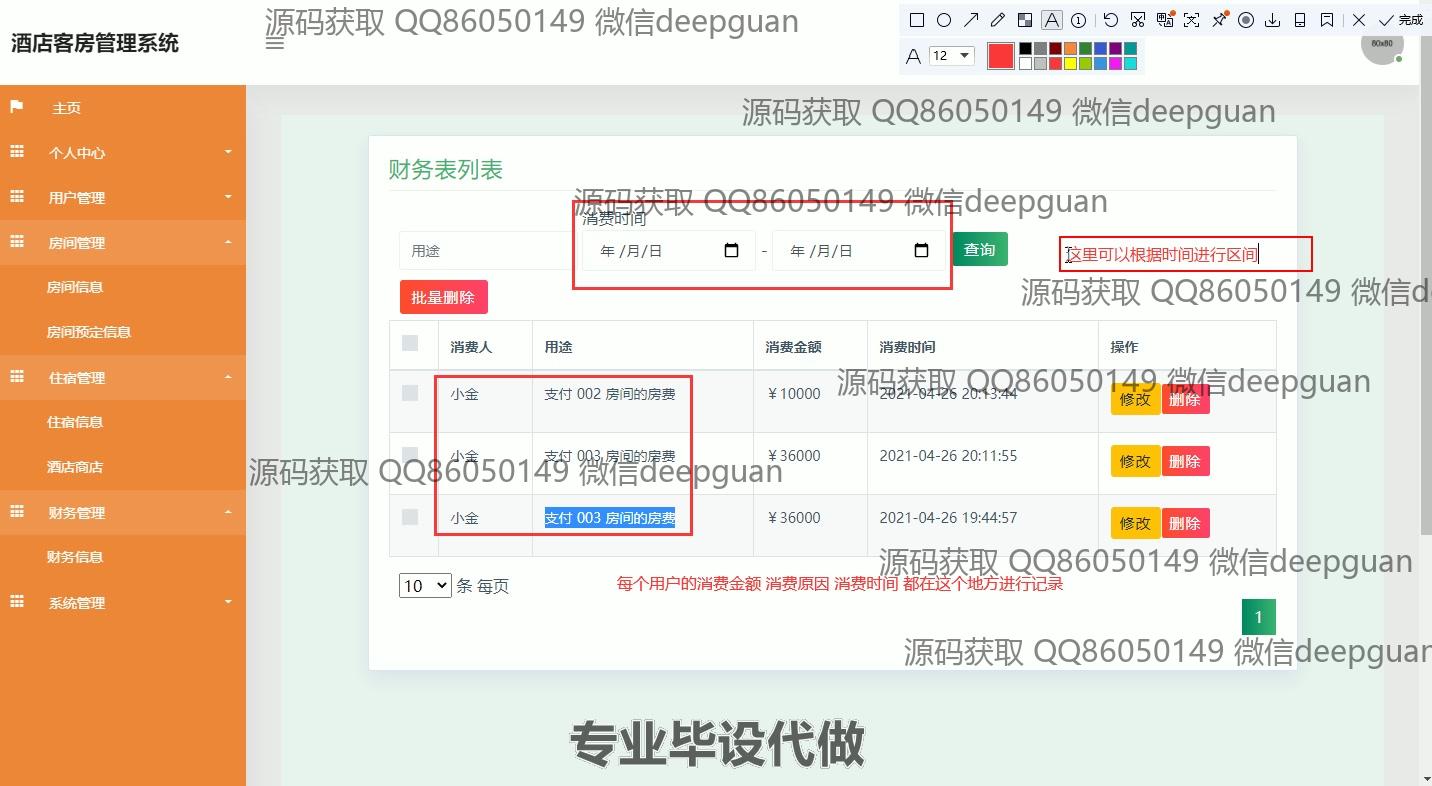 源码获取 QQ86050149 微信deepguan
酒店客房管理系统
完成
A 12
80x80
主页
源码获取 QQ86050149 微信deepguan
个人中心
财务表列表
用户管理
源码获取 QQ86050149 微信deepguan
消费时间
房间管理
用途
年 /月/日 - 年 /月/日
查询
这里可以根据时间进行区间
房间信息
批量删除
源码获取 QQ86050149 微信de
房间预定信息
消费人 用途 消费金额 消费时间 操作
住宿管理
源码获取 QQ86050149 微信deepguan
小金 支付 002 房间的房费 ￥10000 2021-04-26 20:13:44 修改 删除
住宿信息
小金 支付 003 房间的房费 ￥36000 2021-04-26 20:11:55 修改 删除
酒店商店
源码获取 QQ86050149 微信deepguan
财务管理
小金 支付 003 房间的房费 ￥36000 2021-04-26 19:44:57 修改 删除
财务信息
源码获取 QQ86050149 微信deepguan
10 条 每页
每个用户的消费金额 消费原因 消费时间 都在这个地方进行记录
系统管理
1
源码获取 QQ86050149 微信deepguan
专业毕设代做